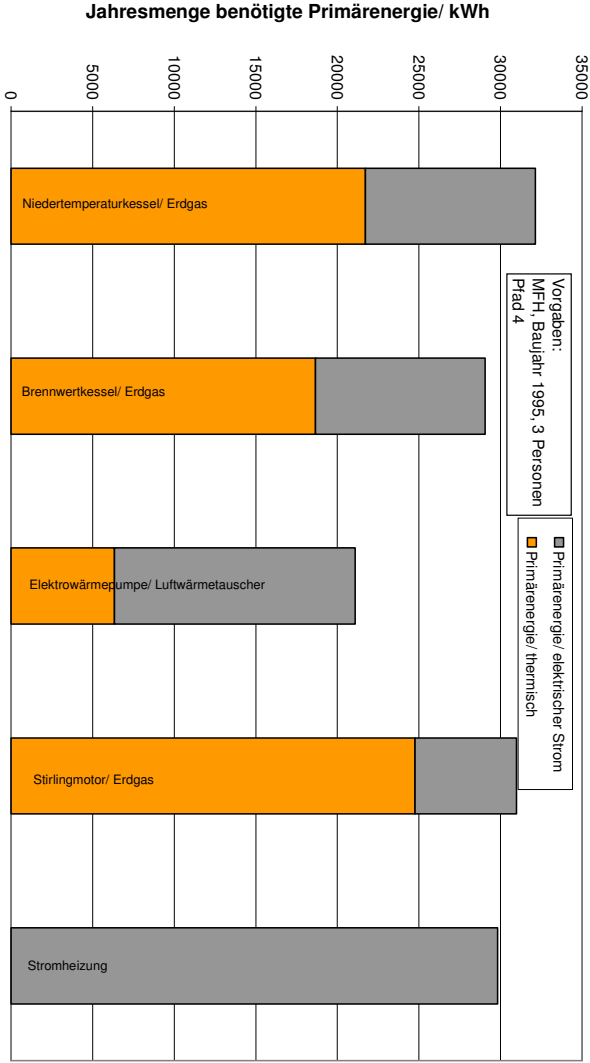 Jahresmenge benötigte Primärenergie/ kWh
0
5000
10000
15000
20000
25000
30000
35000
Vorgaben:
MFH, Baujahr 1995, 3 Personen
Pfad 4
Primärenergie/ elektrischer Strom
Primärenergie/ thermisch
Niedertemperaturkessel/ Erdgas
Brennwertkessel/ Erdgas
Elektrowärmepumpe/ Luftwärmetauscher
Stirlingmotor/ Erdgas
Stromheizung